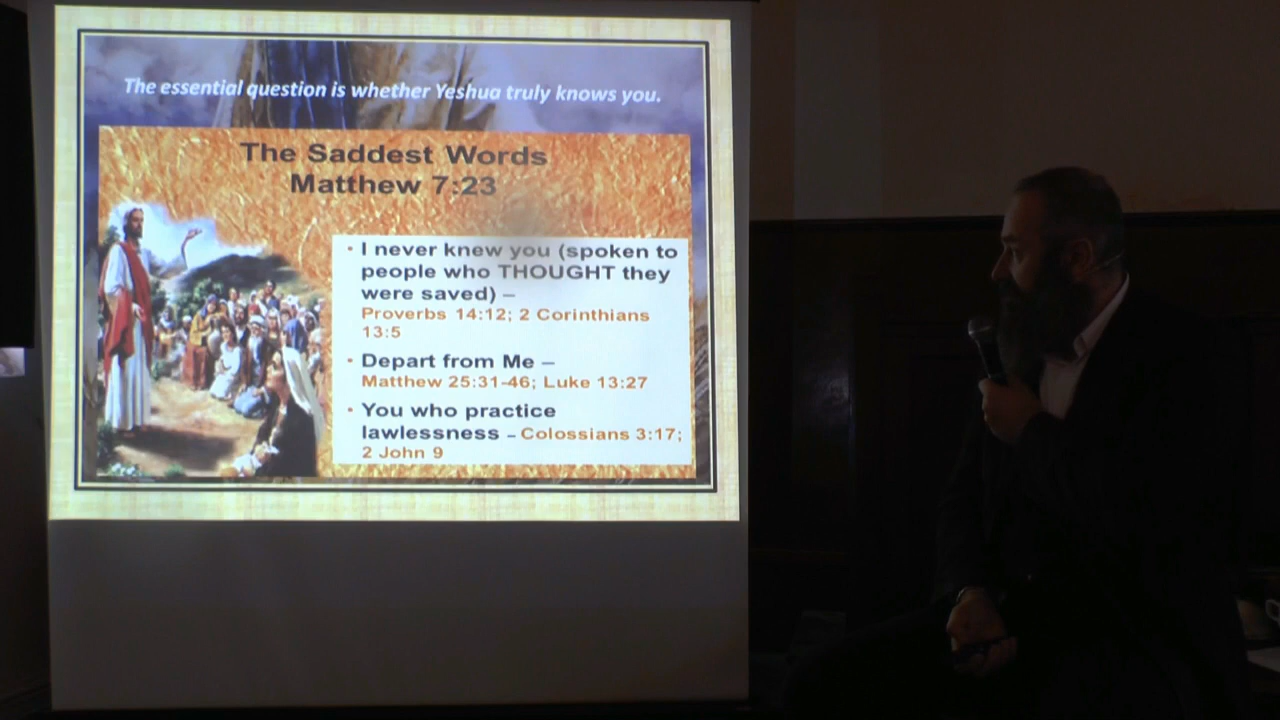 The essential question is whether Yeshua truly knows you.
The Saddest Words
Matthew 7:23
• I never knew you (spoken to
people who THOUGHT they
were saved) –
Proverbs 14:12; 2 Corinthians
13:5
• Depart from Me –
Matthew 25:31-46; Luke 13:27
• You who practice
lawlessness – Colossians 3:17;
2 John 9